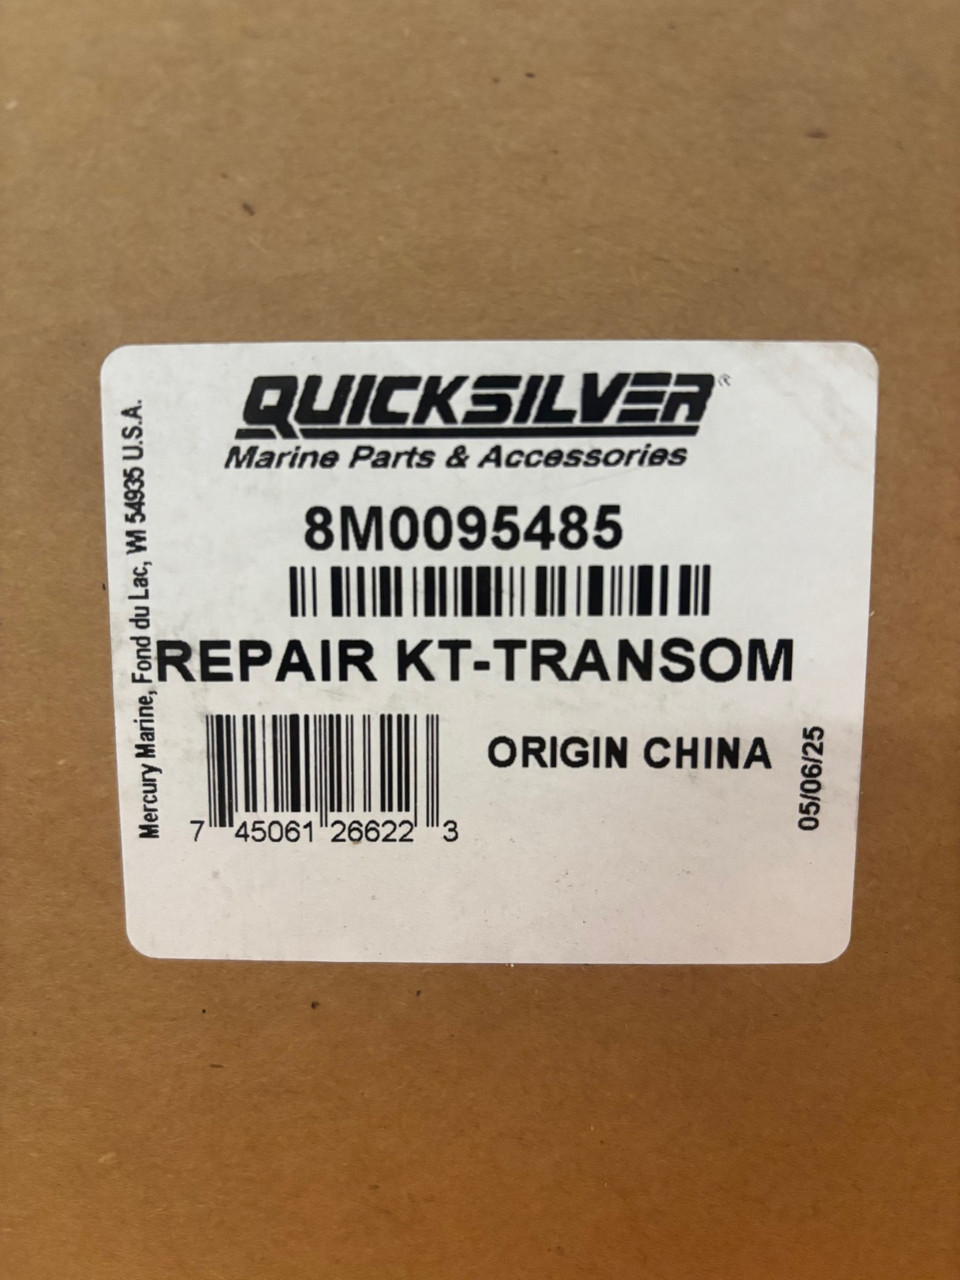 QUICKSILVER®
Marine Parts & Accessories
8M0095485
REPAIR KT-TRANSOM
ORIGIN CHINA
7 45061 26622 3
05/06/25
Mercury Marine, Fond du Lac, WI 54935 U.S.A.